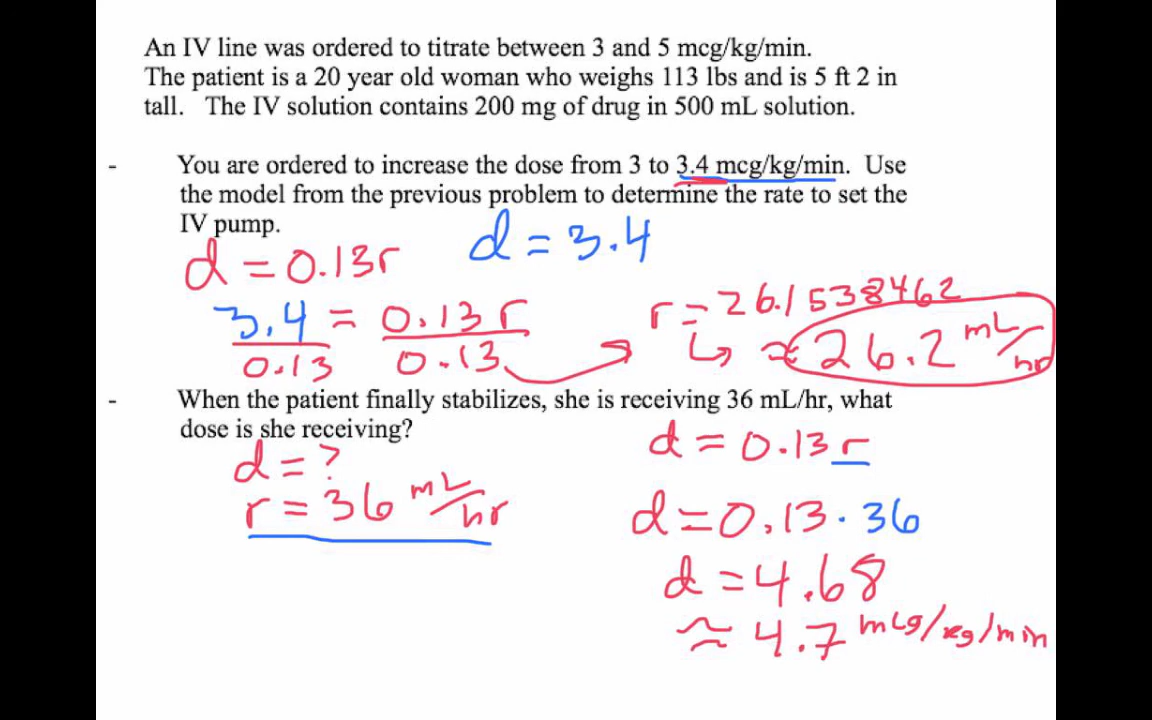 An IV line was ordered to titrate between 3 and 5 mcg/kg/min.
The patient is a 20 year old woman who weighs 113 lbs and is 5 ft 2 in
tall. The IV solution contains 200 mg of drug in 500 mL solution.
- You are ordered to increase the dose from 3 to 3.4 mcg/kg/min. Use
the model from the previous problem to determine the rate to set the
IV pump.
d = 3.4
d = 0.13r
3.4 = 0.13 r
0.13 0.13
r = 26.1538462
≈ 26.2 mL/hr
- When the patient finally stabilizes, she is receiving 36 mL/hr, what
dose is she receiving?
d = ?
r = 36 mL/hr
d = 0.13 r
d = 0.13 · 36
d = 4.68
≈ 4.7 mcg/kg/min